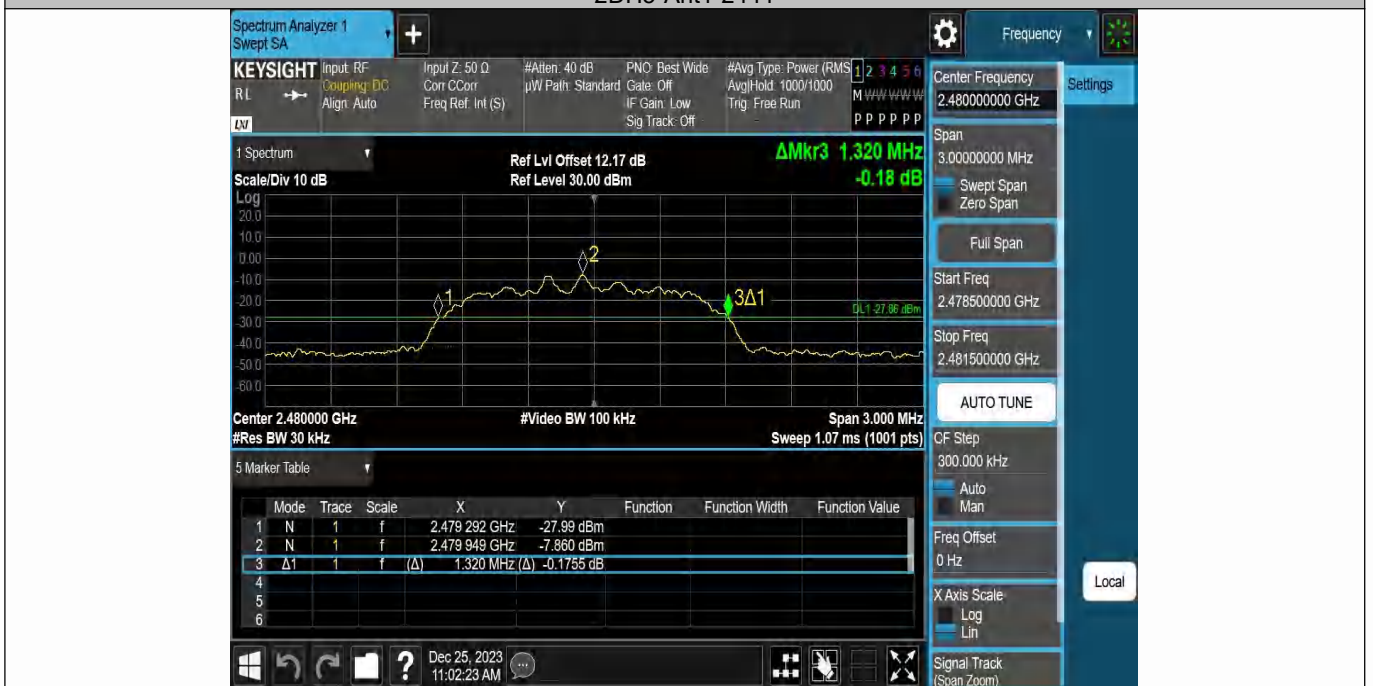 Spectrum Analyzer 1
Swept SA
+
Frequency
KEYSIGHT
RL
LXI
Input: RF
Coupling: DC
Align: Auto
Input Z: 50 Ω
Corr CCorr
Freq Ref: Int (S)
#Atten: 40 dB
µW Path: Standard
PNO: Best Wide
Gate: Off
IF Gain: Low
Sig Track: Off
#Avg Type: Power (RMS
Avg|Hold: 1000/1000
Trig: Free Run
1 2 3 4 5 6
M W W W W W
P P P P P P
1 Spectrum
Scale/Div 10 dB
Ref Lvl Offset 12.17 dB
Ref Level 30.00 dBm
ΔMkr3 1.320 MHz
-0.18 dB
Log
20.0
10.0
0.00
-10.0
-20.0
-30.0
-40.0
-50.0
-60.0
1
2
3Δ1
DL1 -27.86 dBm
Center 2.480000 GHz
#Res BW 30 kHz
#Video BW 100 kHz
Span 3.000 MHz
Sweep 1.07 ms (1001 pts)
5 Marker Table
Mode Trace Scale X Y Function Function Width Function Value
1 N 1 f 2.479 292 GHz -27.99 dBm
2 N 1 f 2.479 949 GHz -7.860 dBm
3 Δ1 1 f (Δ) 1.320 MHz (Δ) -0.1755 dB
4
5
6
?
Dec 25, 2023
11:02:23 AM
Center Frequency
2.480000000 GHz
Settings
Span
3.00000000 MHz
Swept Span
Zero Span
Full Span
Start Freq
2.478500000 GHz
Stop Freq
2.481500000 GHz
AUTO TUNE
CF Step
300.000 kHz
Auto
Man
Freq Offset
0 Hz
X Axis Scale
Log
Lin
Local
Signal Track
(Span Zoom)